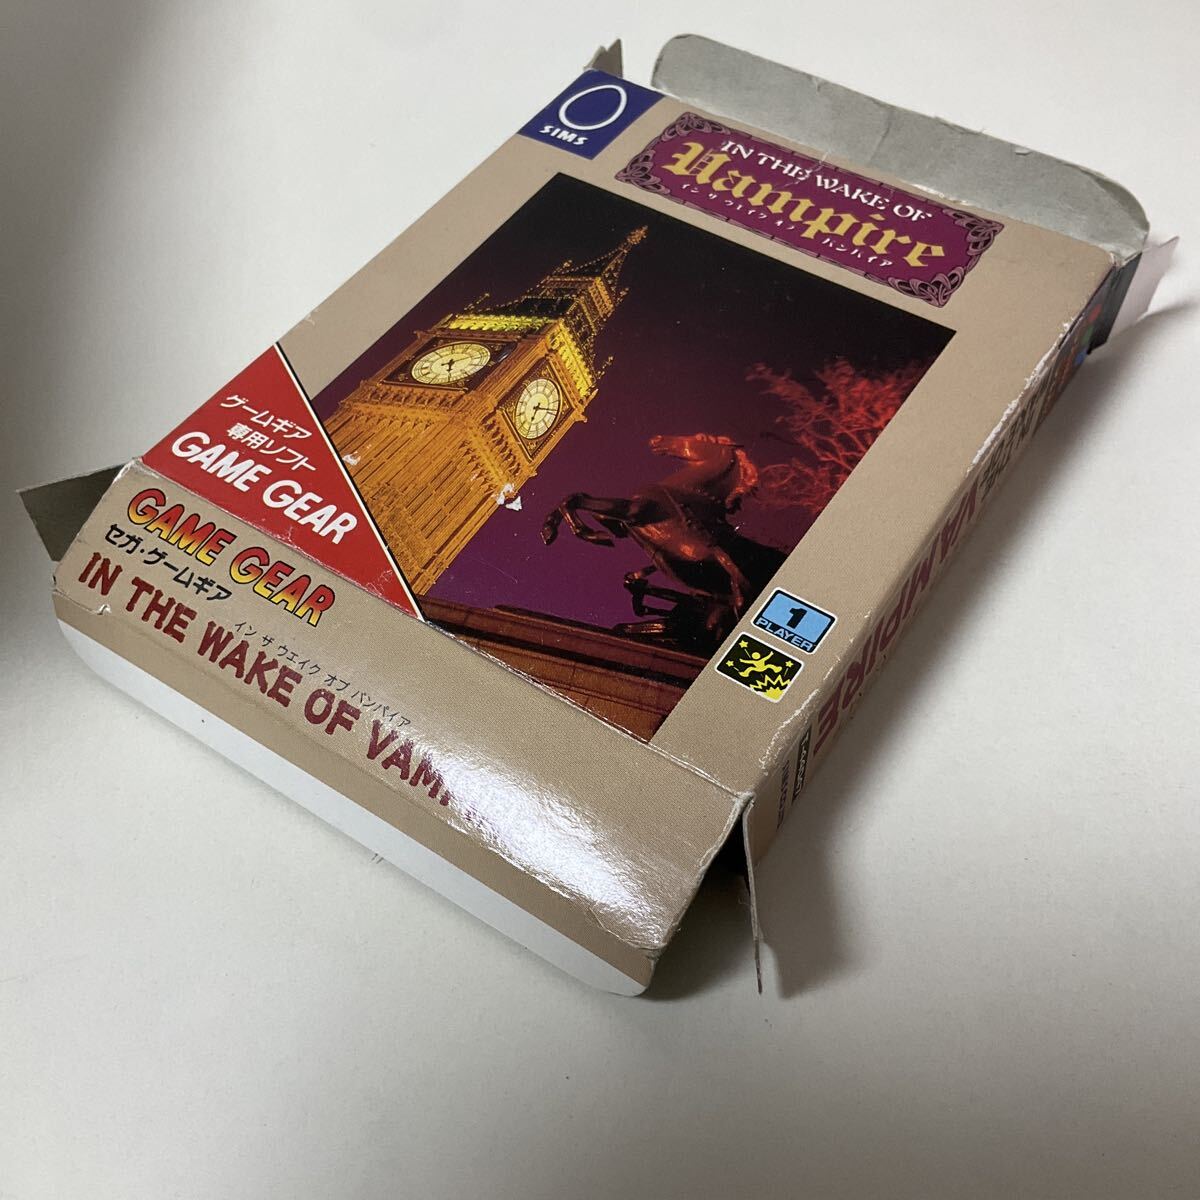 SIMS
IN THE WAKE OF
Vampire
イン ザ ウェイク オブ バンパイア
ゲームギア
専用ソフト
GAME GEAR
1
PLAYER
GAME GEAR
セガ・ゲームギア
イン ザ ウエイク オブ バンパイア
IN THE WAKE OF VAM
VAMPIRE